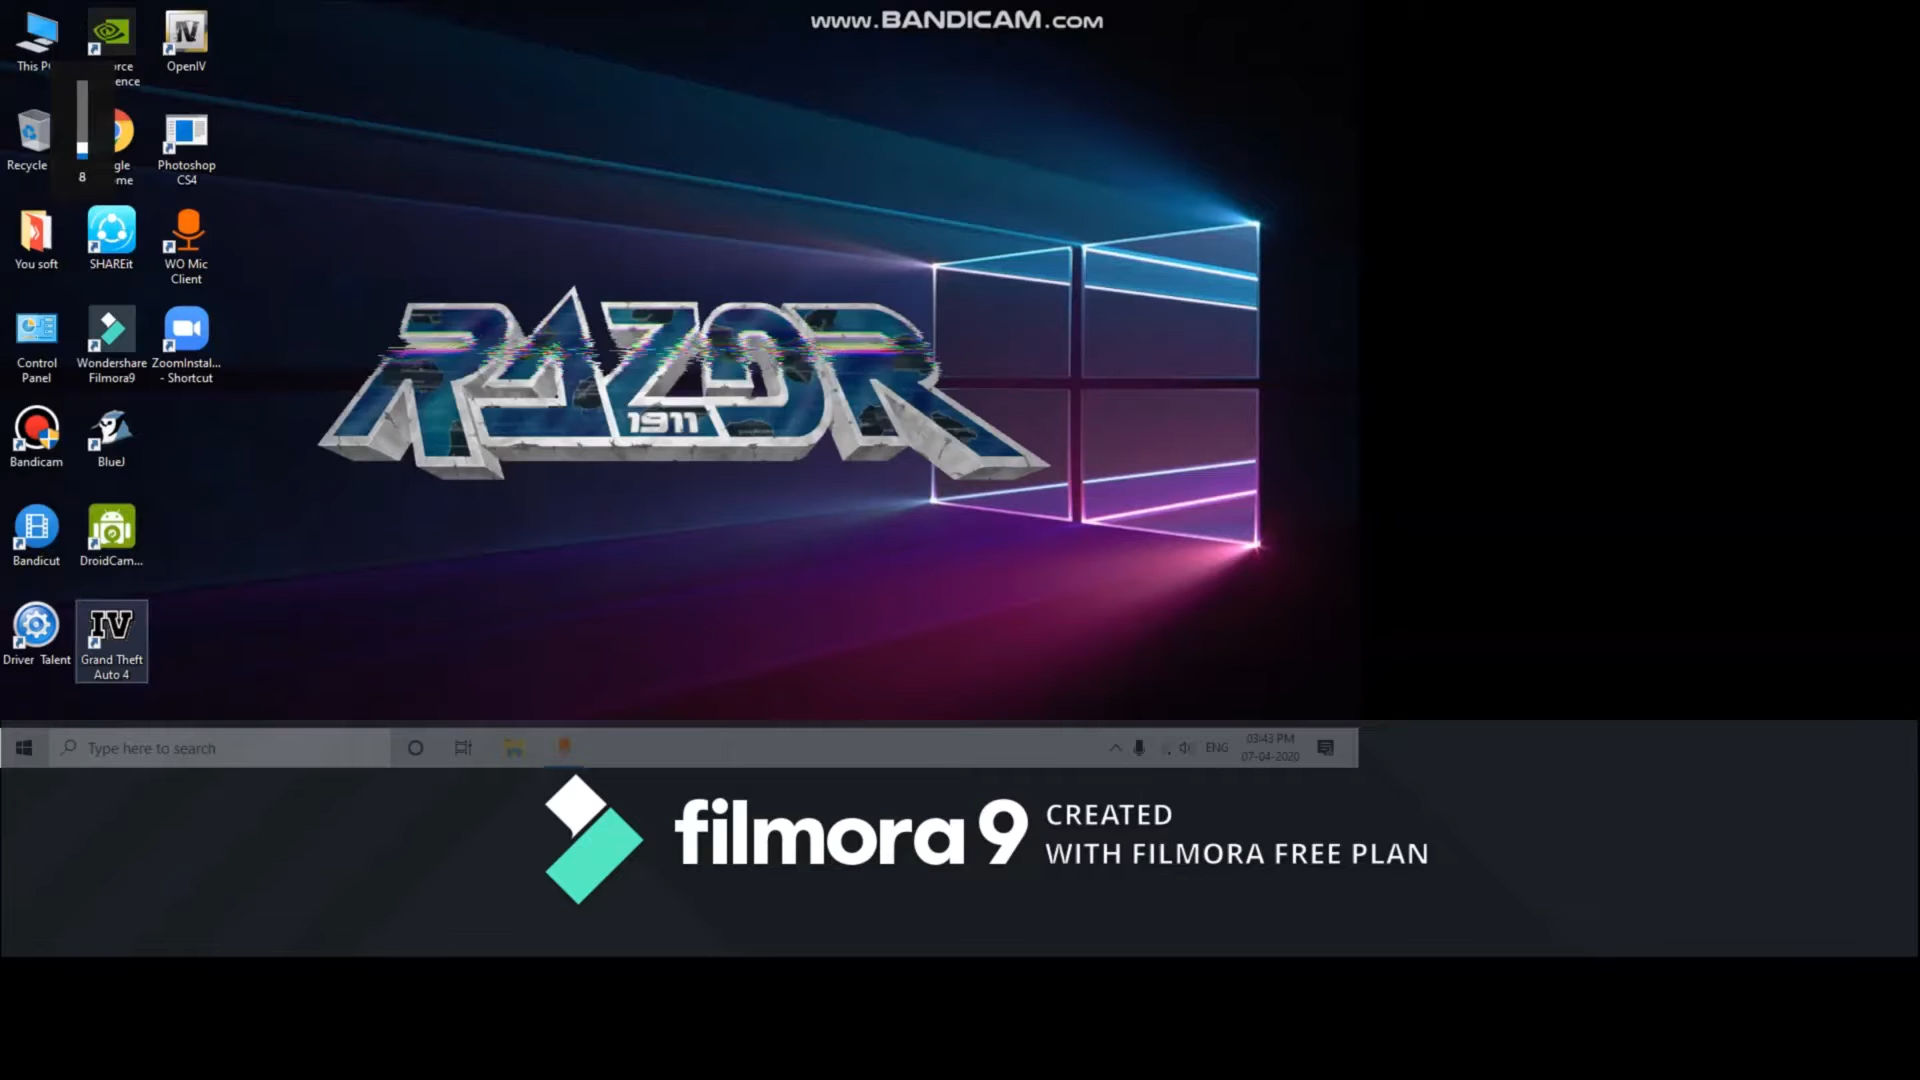 www.BANDICAM.com
This P
rce
ence
OpenIV
Recycle
gle
me
Photoshop
CS4
8
You soft
SHAREit
WO Mic
Client
Control
Panel
Wondershare
Filmora9
ZoomInstal...
- Shortcut
Bandicam
BlueJ
Bandicut
DroidCam...
Driver Talent
IV
Grand Theft
Auto 4
RAZOR
1911
Type here to search
ENG
03:43 PM
07-04-2020
filmora 9
CREATED
WITH FILMORA FREE PLAN